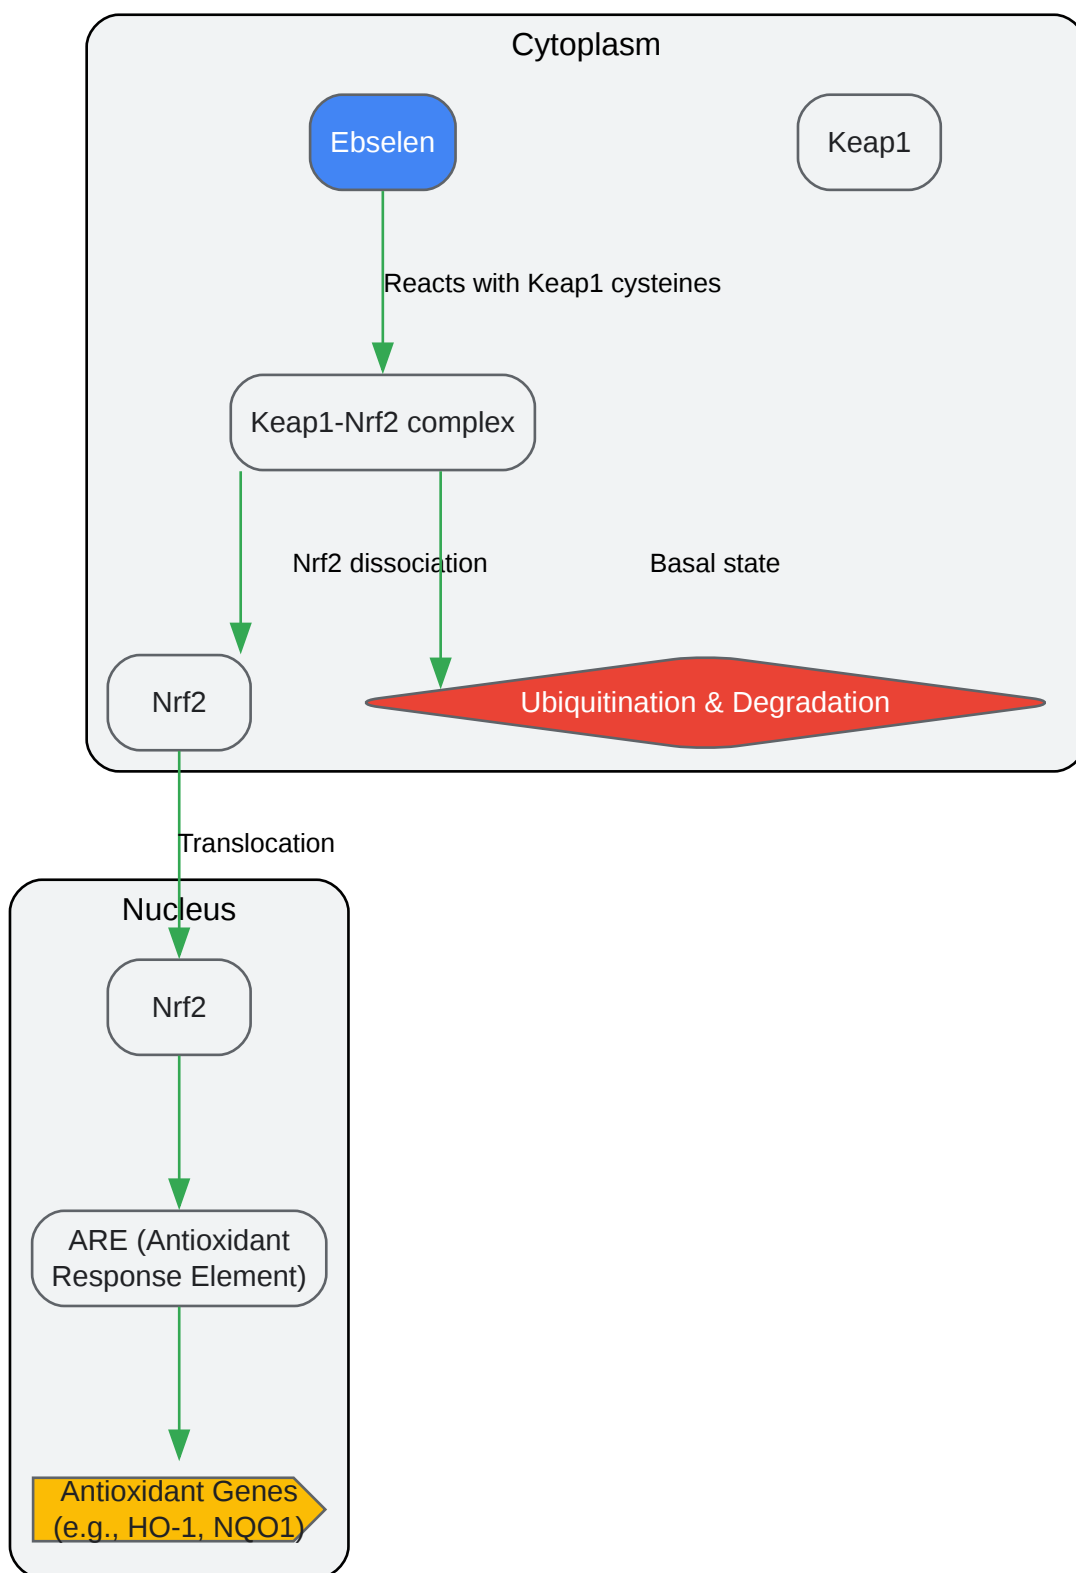 Cytoplasm
Ebselen
Keap1
Reacts with Keap1 cysteines
Keap1-Nrf2 complex
Nrf2 dissociation
Basal state
Nrf2
Ubiquitination & Degradation
Translocation
Nucleus
Nrf2
ARE (Antioxidant
Response Element)
Antioxidant Genes
(e.g., HO-1, NQO1)